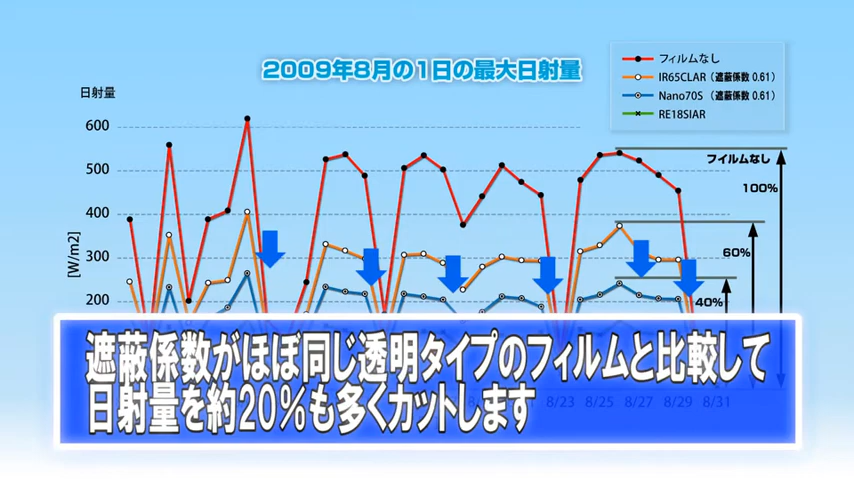 2009年8月の1日の最大日射量
フィルムなし
IR65CLAR（遮蔽係数 0.61）
Nano70S （遮蔽係数 0.61）
RE18SIAR
日射量
600
500
400
300
200
[W/m2]
フイルムなし
100%
60%
40%
遮蔽係数がほぼ同じ透明タイプのフィルムと比較して
日射量を約20％も多くカットします
8/23 8/25 8/27 8/29 8/31